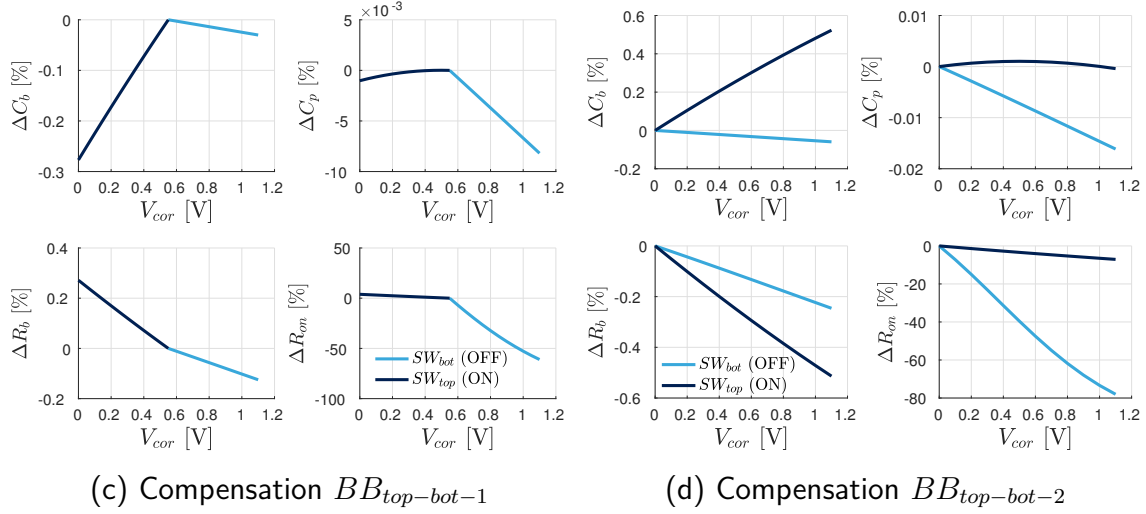 × 10⁻³
0
-0.1
-0.2
-0.3
ΔC_b [%]
0 0.2 0.4 0.6 0.8 1 1.2
V_cor [V]
5
0
-5
-10
ΔC_p [%]
0 0.2 0.4 0.6 0.8 1 1.2
V_cor [V]
0.6
0.4
0.2
0
-0.2
ΔC_b [%]
0 0.2 0.4 0.6 0.8 1 1.2
V_cor [V]
0.01
0
-0.01
-0.02
ΔC_p [%]
0 0.2 0.4 0.6 0.8 1 1.2
V_cor [V]
0.4
0.2
0
-0.2
ΔR_b [%]
0 0.2 0.4 0.6 0.8 1 1.2
V_cor [V]
50
0
-50
-100
ΔR_on [%]
SW_bot (OFF)
SW_top (ON)
0 0.2 0.4 0.6 0.8 1 1.2
V_cor [V]
0
-0.2
-0.4
-0.6
ΔR_b [%]
SW_bot (OFF)
SW_top (ON)
0 0.2 0.4 0.6 0.8 1 1.2
V_cor [V]
0
-20
-40
-60
-80
ΔR_on [%]
0 0.2 0.4 0.6 0.8 1 1.2
V_cor [V]
(c) Compensation BB_top−bot−1
(d) Compensation BB_top−bot−2